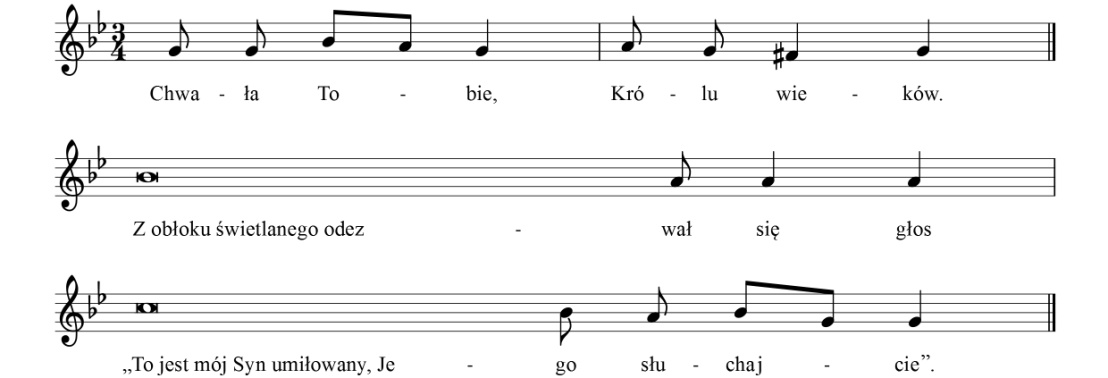 Chwa - ła To - bie, Kró - lu wie - ków.
Z obłoku świetlanego odez - wał się głos
„To jest mój Syn umiłowany, Je - go słu - chaj - cie”.